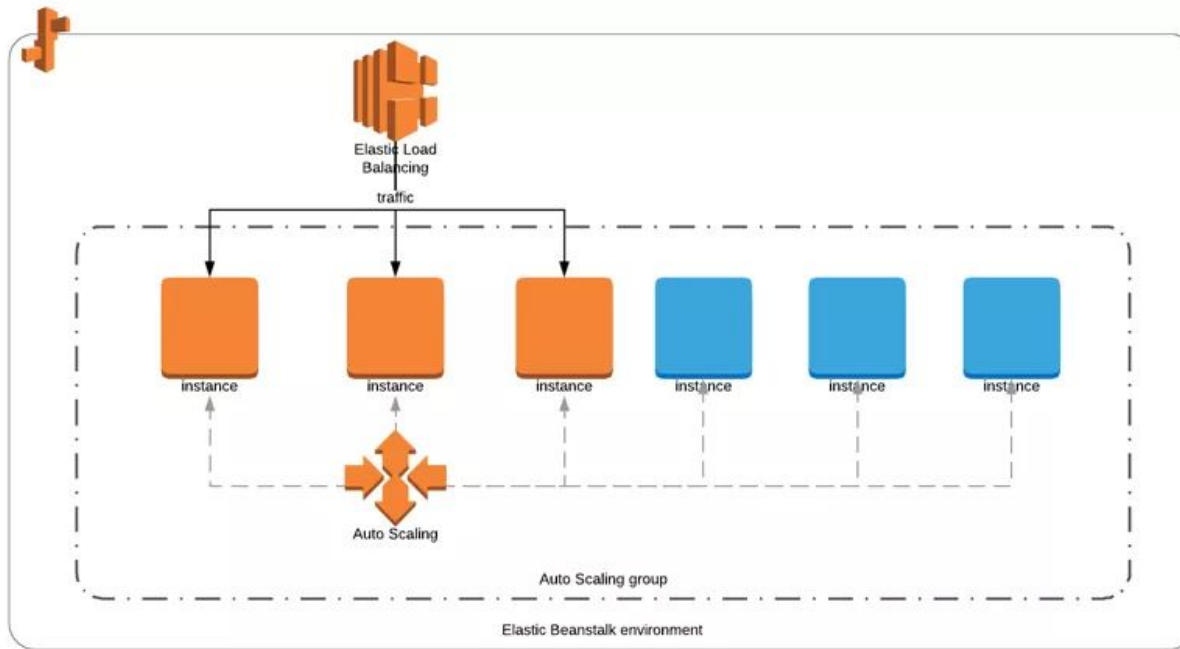 Elastic Load
Balancing
traffic
instance
instance
instance
instance
instance
instance
Auto Scaling
Auto Scaling group
Elastic Beanstalk environment